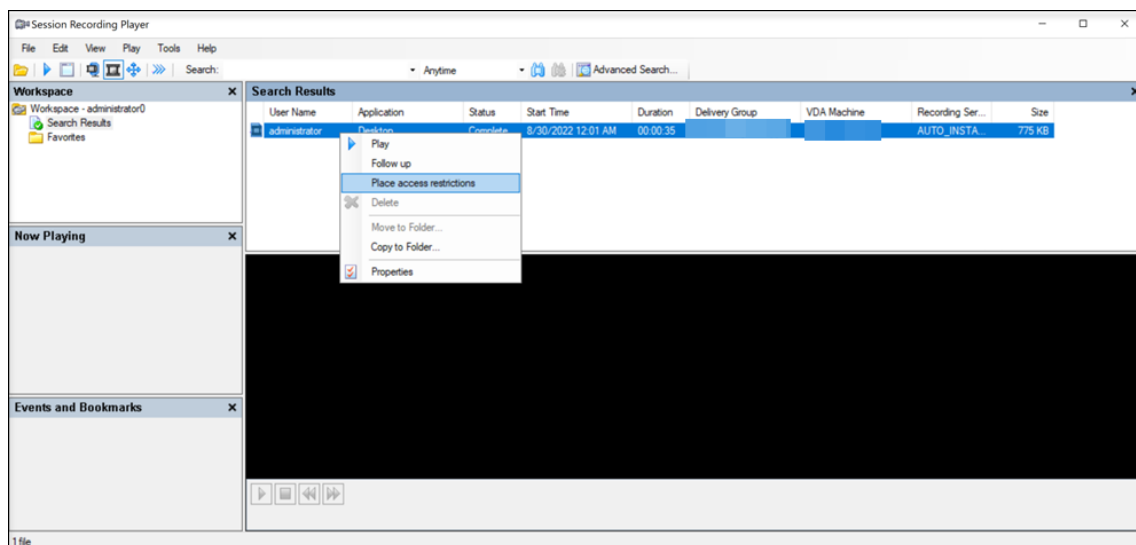 Session Recording Player
File Edit View Play Tools Help
Search: Anytime Advanced Search...
Workspace
Workspace - administrator0
Search Results
Favorites
Search Results
User Name Application Status Start Time Duration Delivery Group VDA Machine Recording Ser... Size
administrator Desktop Complete 8/30/2022 12:01 AM 00:00:35 AUTO_INSTA... 775 KB
Play
Follow up
Place access restrictions
Delete
Move to Folder...
Copy to Folder...
Properties
Now Playing
Events and Bookmarks
1 file